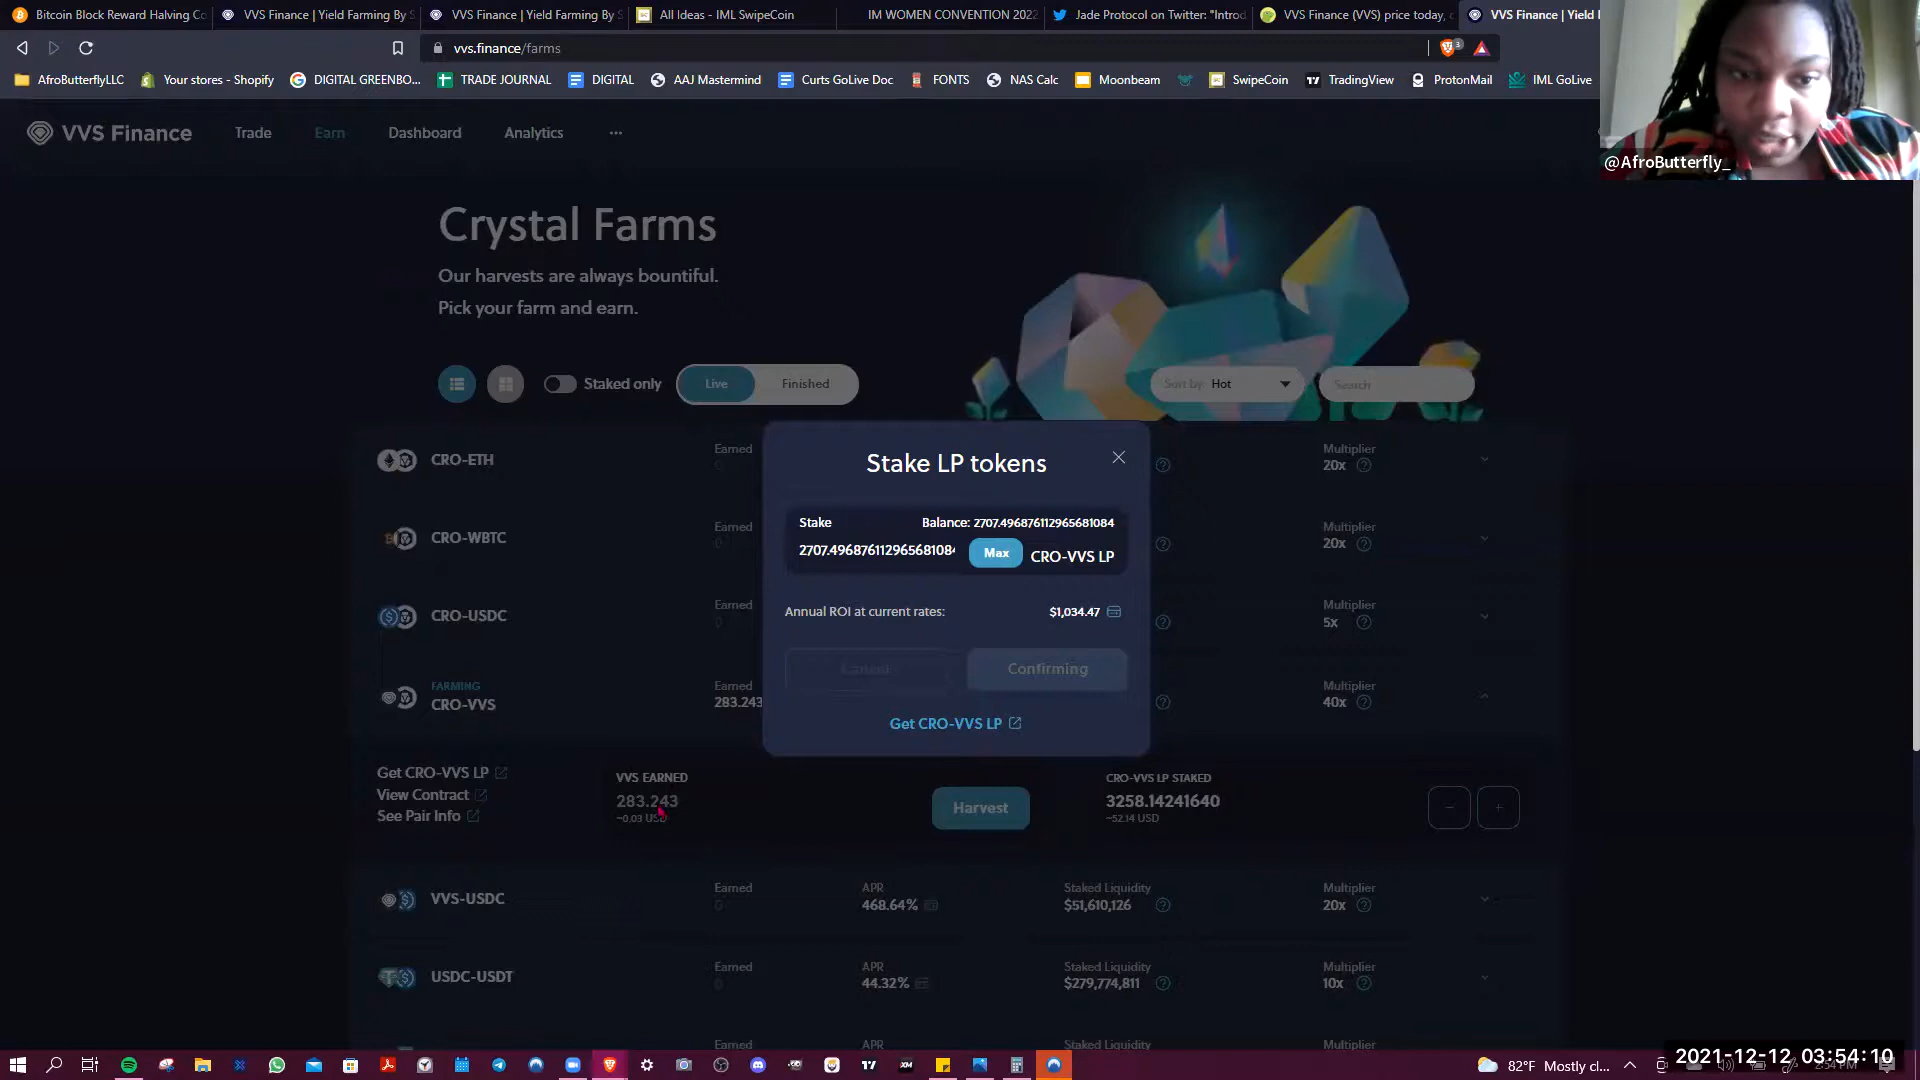 Bitcoin Block Reward Halving Co
VVS Finance | Yield Farming By S
VVS Finance | Yield Farming By S
All Ideas - IML SwipeCoin
IM WOMEN CONVENTION 2022
Jade Protocol on Twitter: "Introd
VVS Finance (VVS) price today, c
VVS Finance | Yield
vvs.finance/farms
3
AfroButterflyLLC
Your stores - Shopify
DIGITAL GREENBO...
TRADE JOURNAL
DIGITAL
AAJ Mastermind
Curts GoLive Doc
FONTS
NAS Calc
Moonbeam
SwipeCoin
TradingView
ProtonMail
IML GoLive
@AfroButterfly_
VVS Finance
Trade
Earn
Dashboard
Analytics
...
Crystal Farms
Our harvests are always bountiful.
Pick your farm and earn.
Staked only
Live
Finished
Sort by: Hot
Search
CRO-ETH
Earned
0
Multiplier
20x
CRO-WBTC
Earned
0
Multiplier
20x
CRO-USDC
Earned
0
Multiplier
5x
FARMING
CRO-VVS
Earned
283.243
Multiplier
40x
Stake LP tokens
Stake
Balance: 2707.496876112965681084
2707.496876112965681084
Max
CRO-VVS LP
Annual ROI at current rates:
$1,034.47
Cancel
Confirming
Get CRO-VVS LP
Get CRO-VVS LP
View Contract
See Pair Info
VVS EARNED
283.243
~0.03 USD
Harvest
CRO-VVS LP STAKED
3258.14241640
~52.14 USD
VVS-USDC
Earned
0
APR
468.64%
Staked Liquidity
$51,610,126
Multiplier
20x
USDC-USDT
Earned
0
APR
44.32%
Staked Liquidity
$279,774,811
Multiplier
10x
Earned
APR
Staked Liquidity
Multiplier
82°F Mostly cl...
2021-12-12 03:54:10